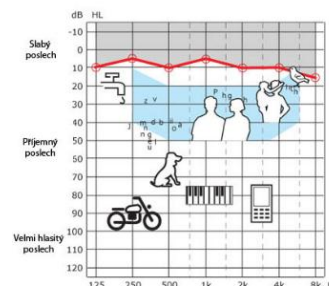 dB HL
-10
Slabý
poslech
0
10
20
z v
30
p
h g
j
m d b
40
n
o a
50
Příjemný
poslech
60
70
80
90
Velmi hlasitý
poslech
100
110
120
125 250 500 1k 2k 4k 8k